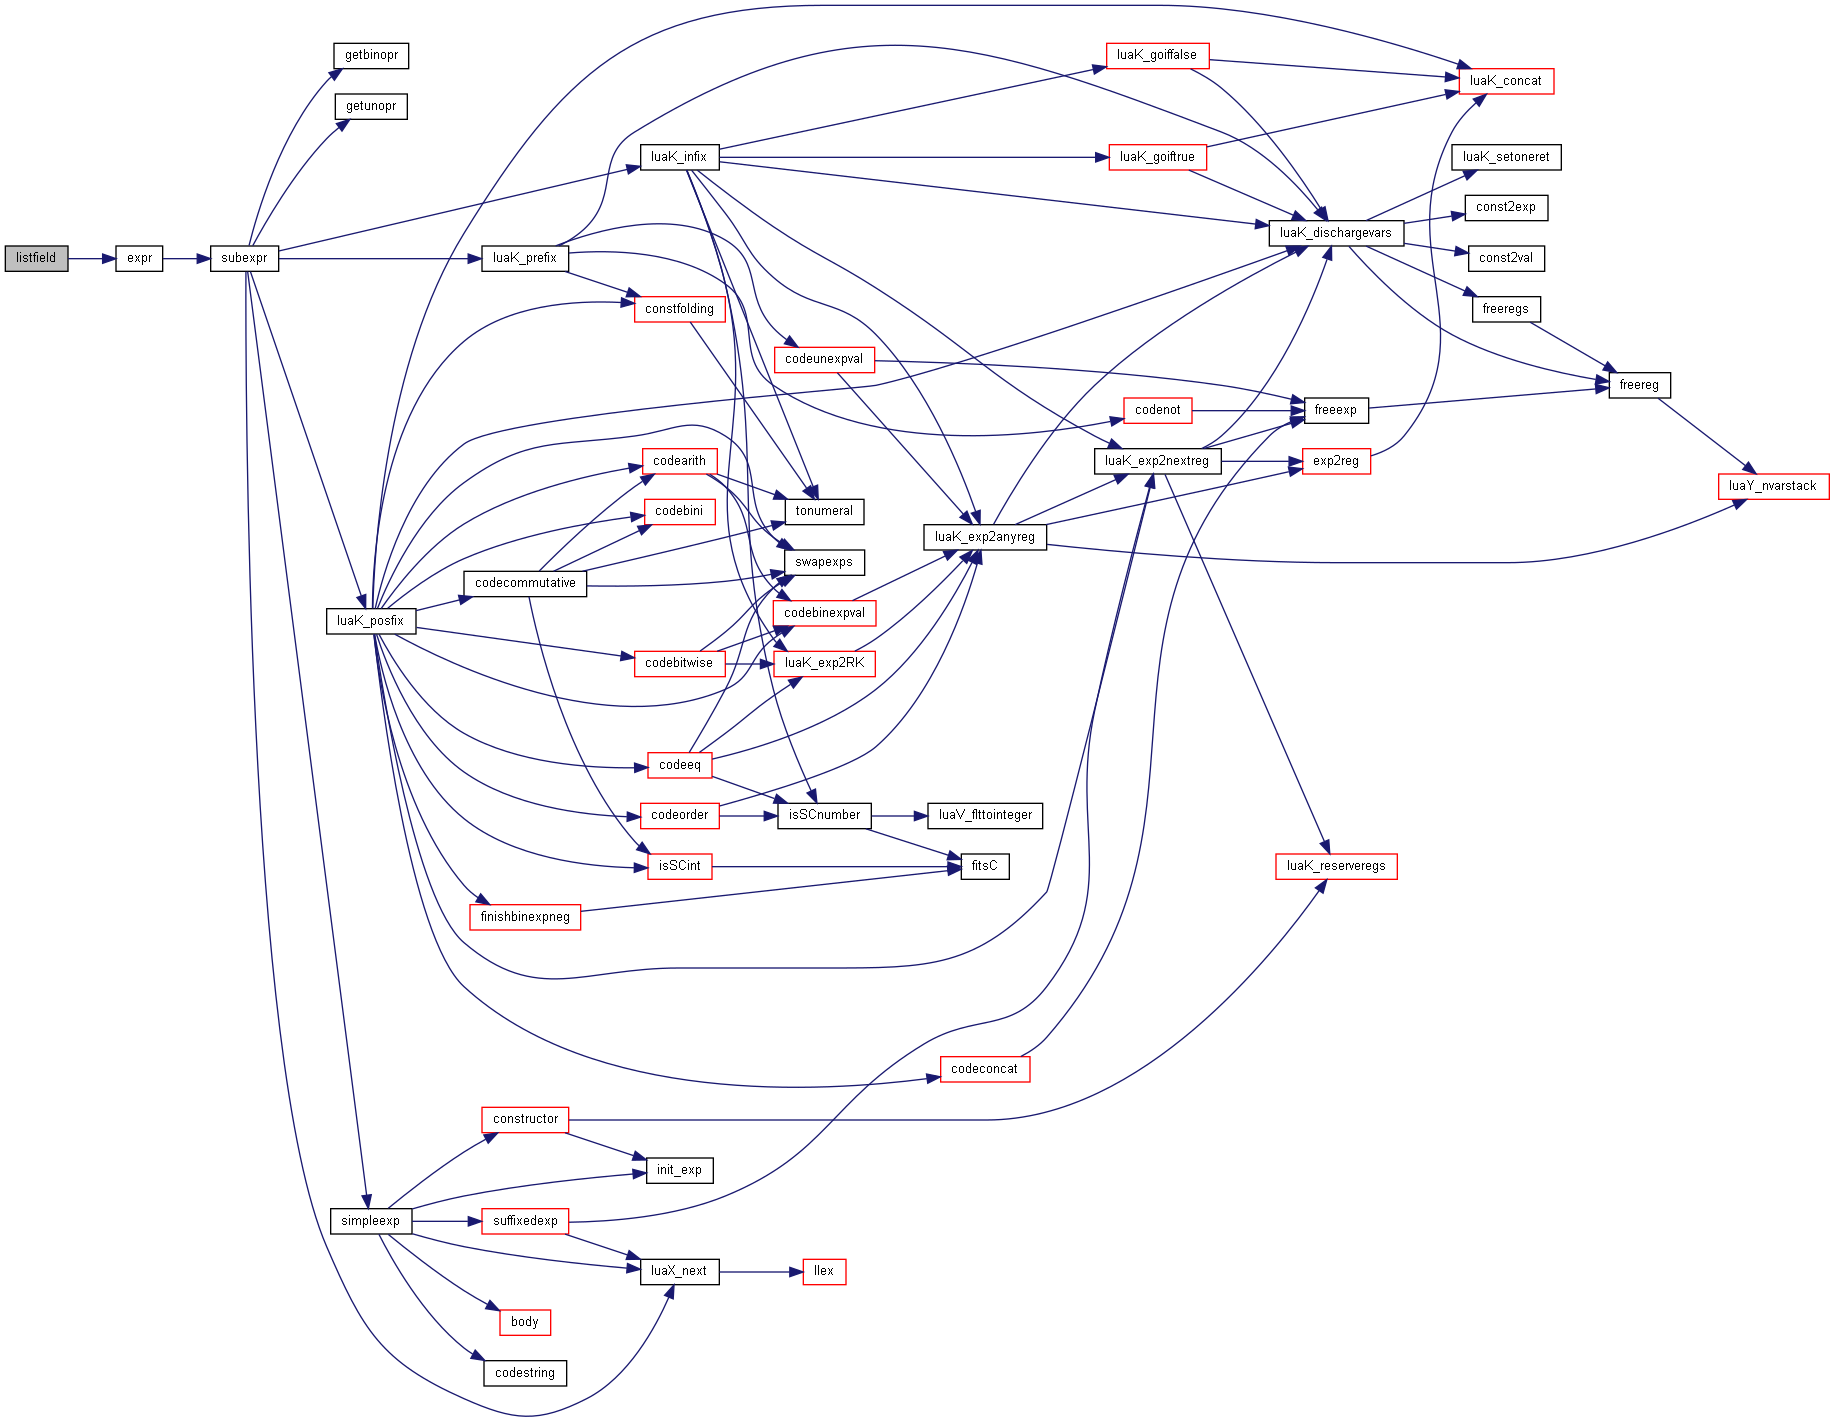 listfield
expr
subexpr
getbinopr
getunopr
luaK_infix
luaK_prefix
luaK_posfix
simpleexp
constfolding
codearith
codebini
codecommutative
codebitwise
codeeq
codeorder
isSCint
finishbinexpneg
constructor
init_exp
suffixedexp
luaX_next
body
codestring
llex
codeunexpval
tonumeral
swapexps
codebinexpval
luaK_exp2RK
isSCnumber
luaV_flttointeger
fitsC
codeconcat
luaK_exp2anyreg
luaK_goiffalse
luaK_goiftrue
codenot
luaK_exp2nextreg
luaK_dischargevars
freeexp
exp2reg
luaK_reserveregs
luaK_concat
luaK_setoneret
const2exp
const2val
freeregs
freereg
luaY_nvarstack